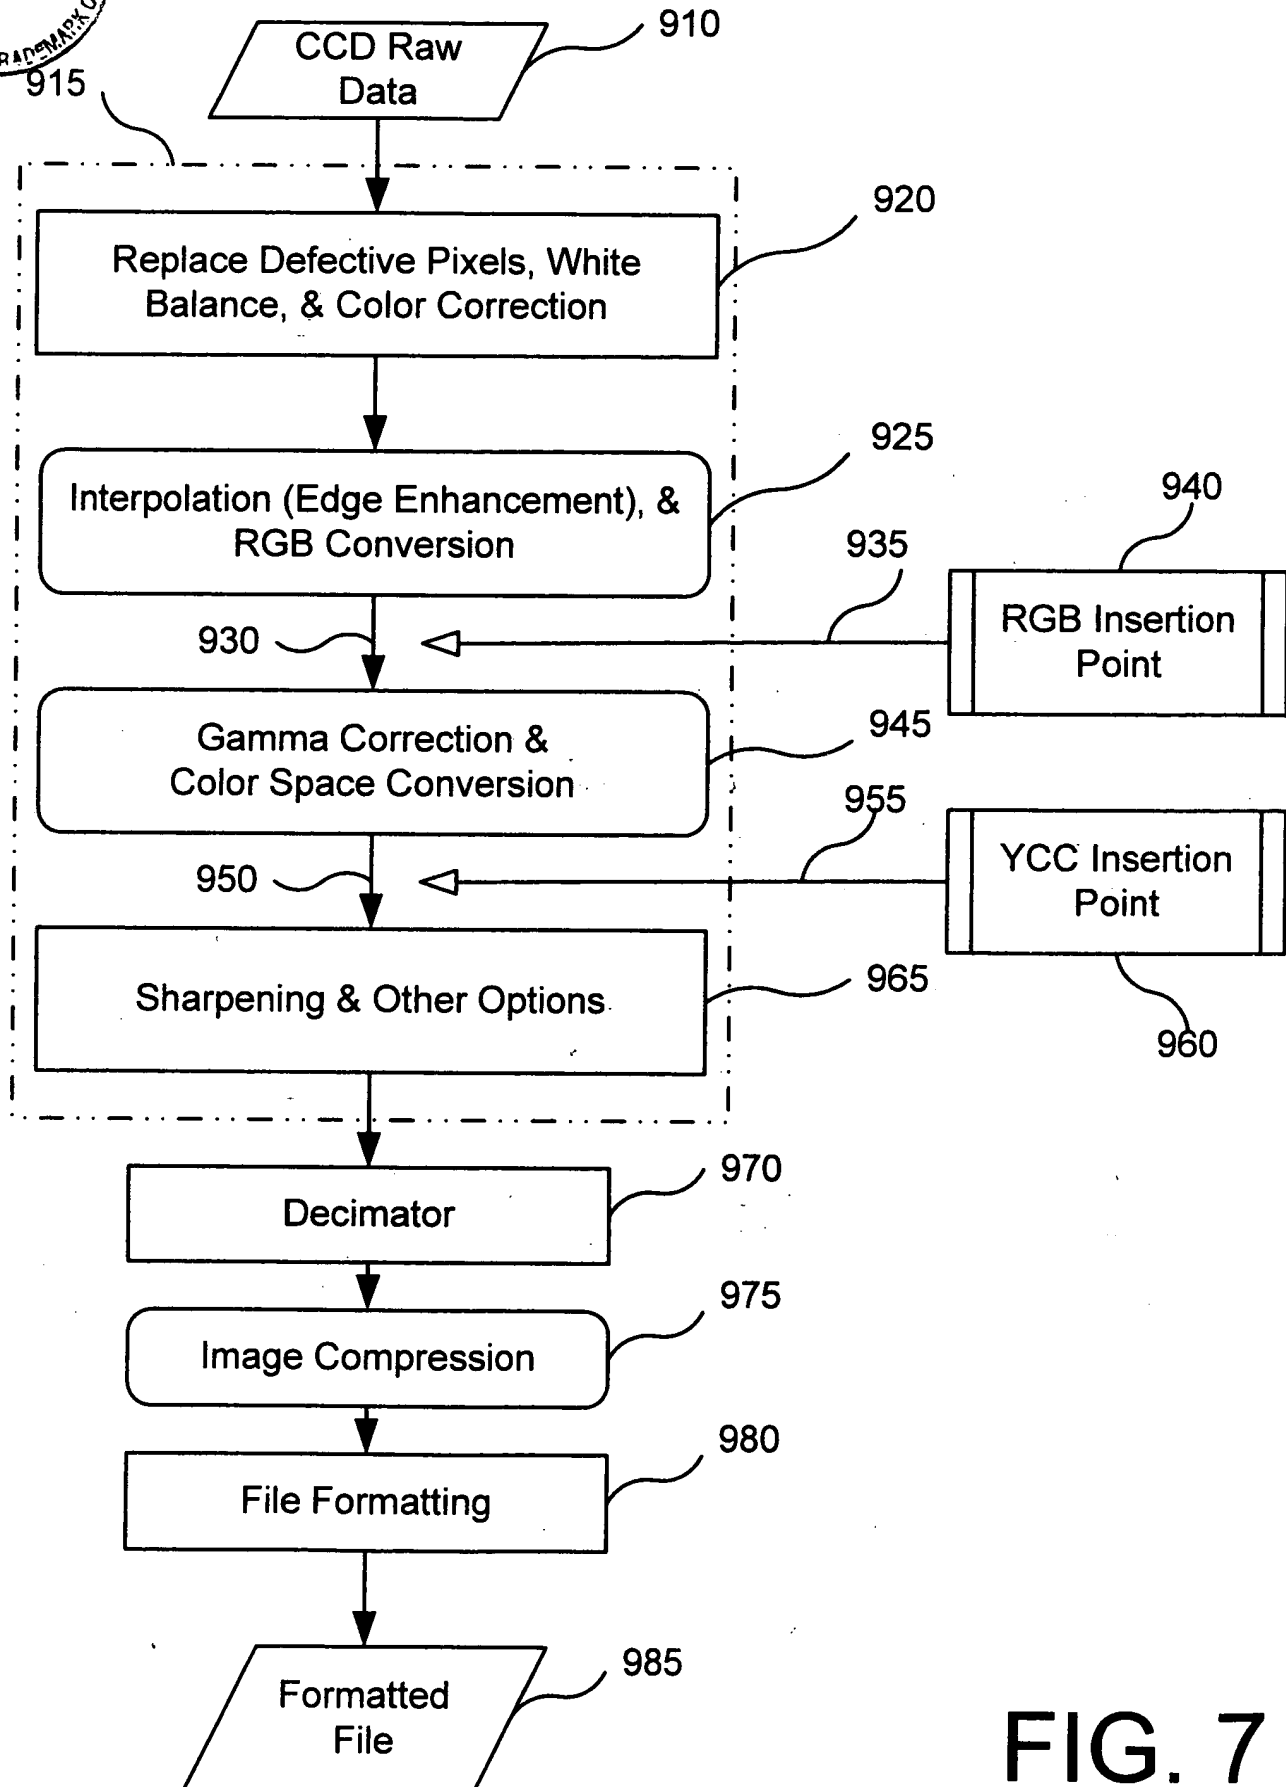 910
CCD Raw
Data
RADEMARK O
915
920
Replace Defective Pixels, White
Balance, & Color Correction
925
Interpolation (Edge Enhancement), &
RGB Conversion
940
935
RGB Insertion
Point
930
945
Gamma Correction &
Color Space Conversion
955
YCC Insertion
Point
950
965
Sharpening & Other Options
960
970
Decimator
975
Image Compression
980
File Formatting
985
Formatted
File
FIG. 7